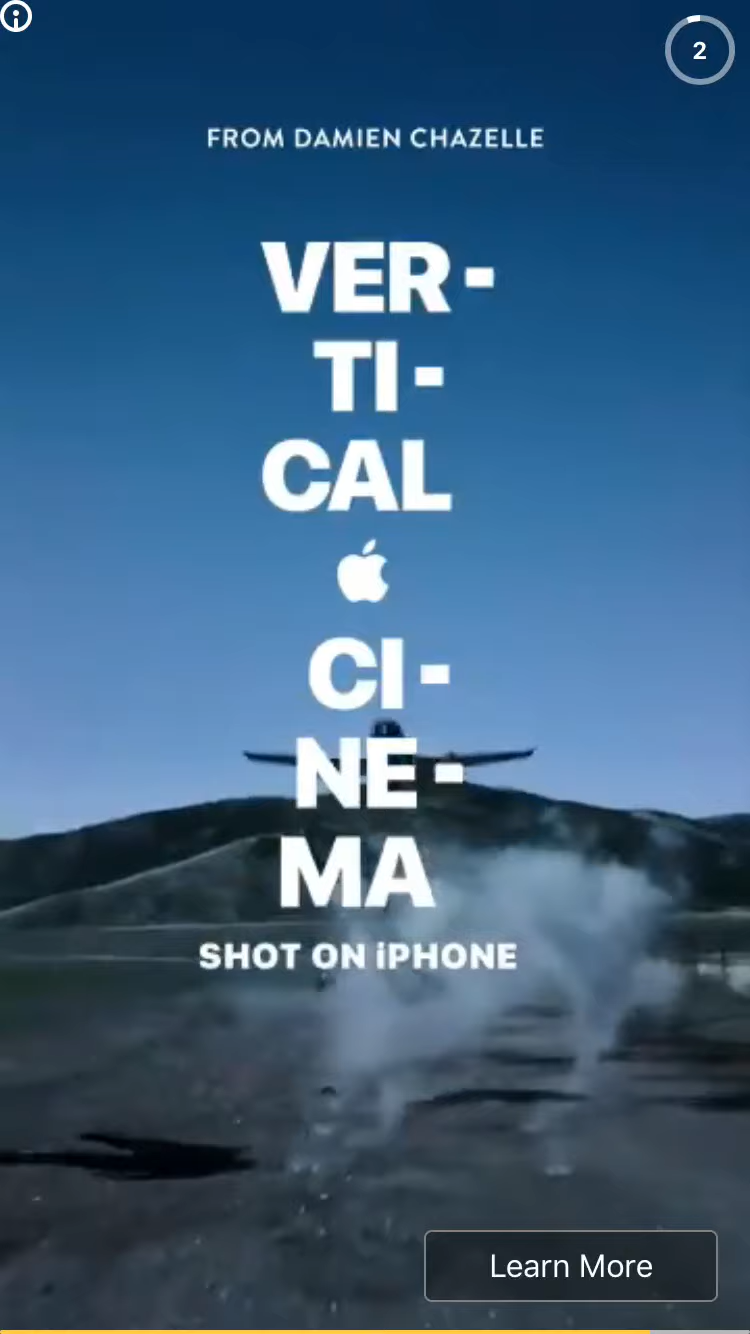 2
FROM DAMIEN CHAZELLE
VER-
TI-
CAL
CI-
NE-
MA
SHOT ON iPHONE
Learn More